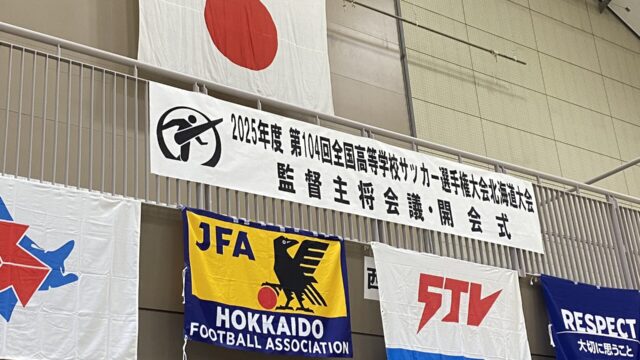 2025年度 第104回全国高等学校サッカー選手権大会北海道大会
監督主将会議・開会式
JFA
HOKKAIDO
FOOTBALL ASSOCIATION
西
STV
RESPECT
大切に思うこと